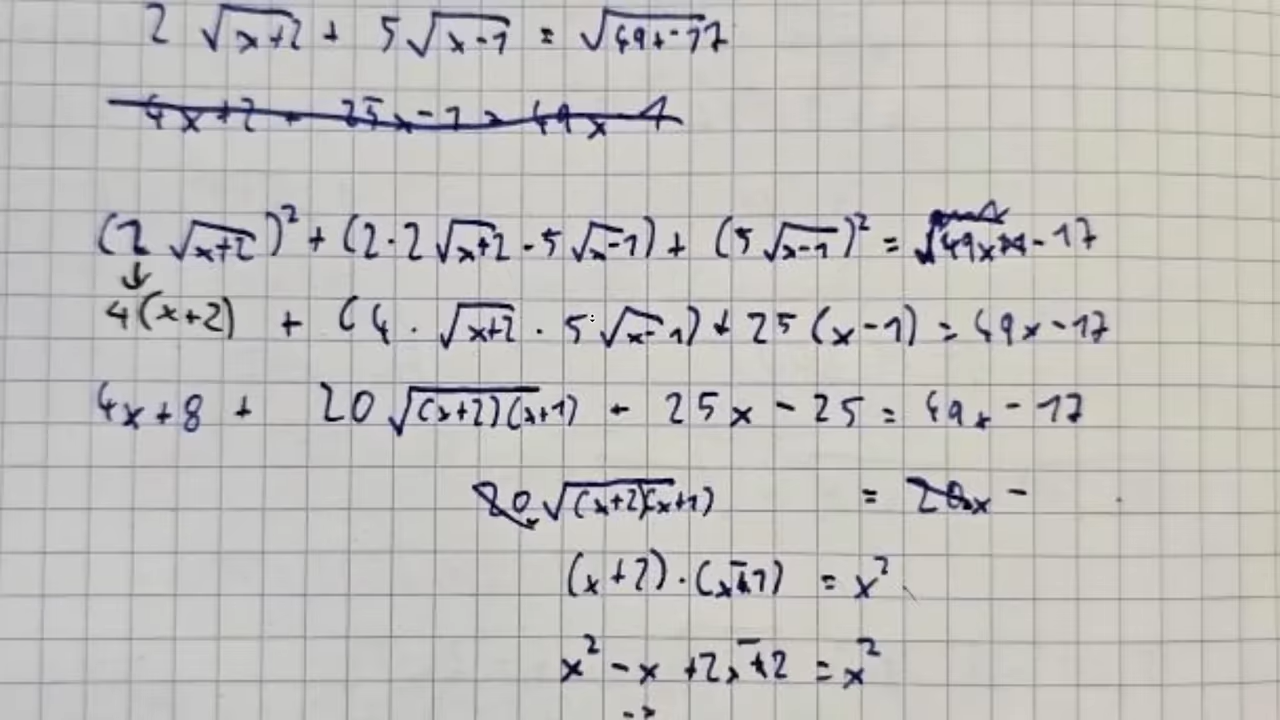 2 √(x+2) + 5 √(x-1) = √(49x-17)
4x+2 + 25x-1 = 49x
(2 √(x+2))² + (2·2 √(x+2) · 5 √(x-1)) + (5 √(x-1))² = 49x - 17
4(x+2) + (4 · √(x+2) · 5 √(x-1)) + 25 (x-1) = 49x - 17
4x + 8 + 20 √((x+2)(x+1)) + 25x - 25 = 49x - 17
20 √((x+2)(x+1)) = 20x -
(x+2) · (x-1) = x²
x² - x + 2x - 2 = x²